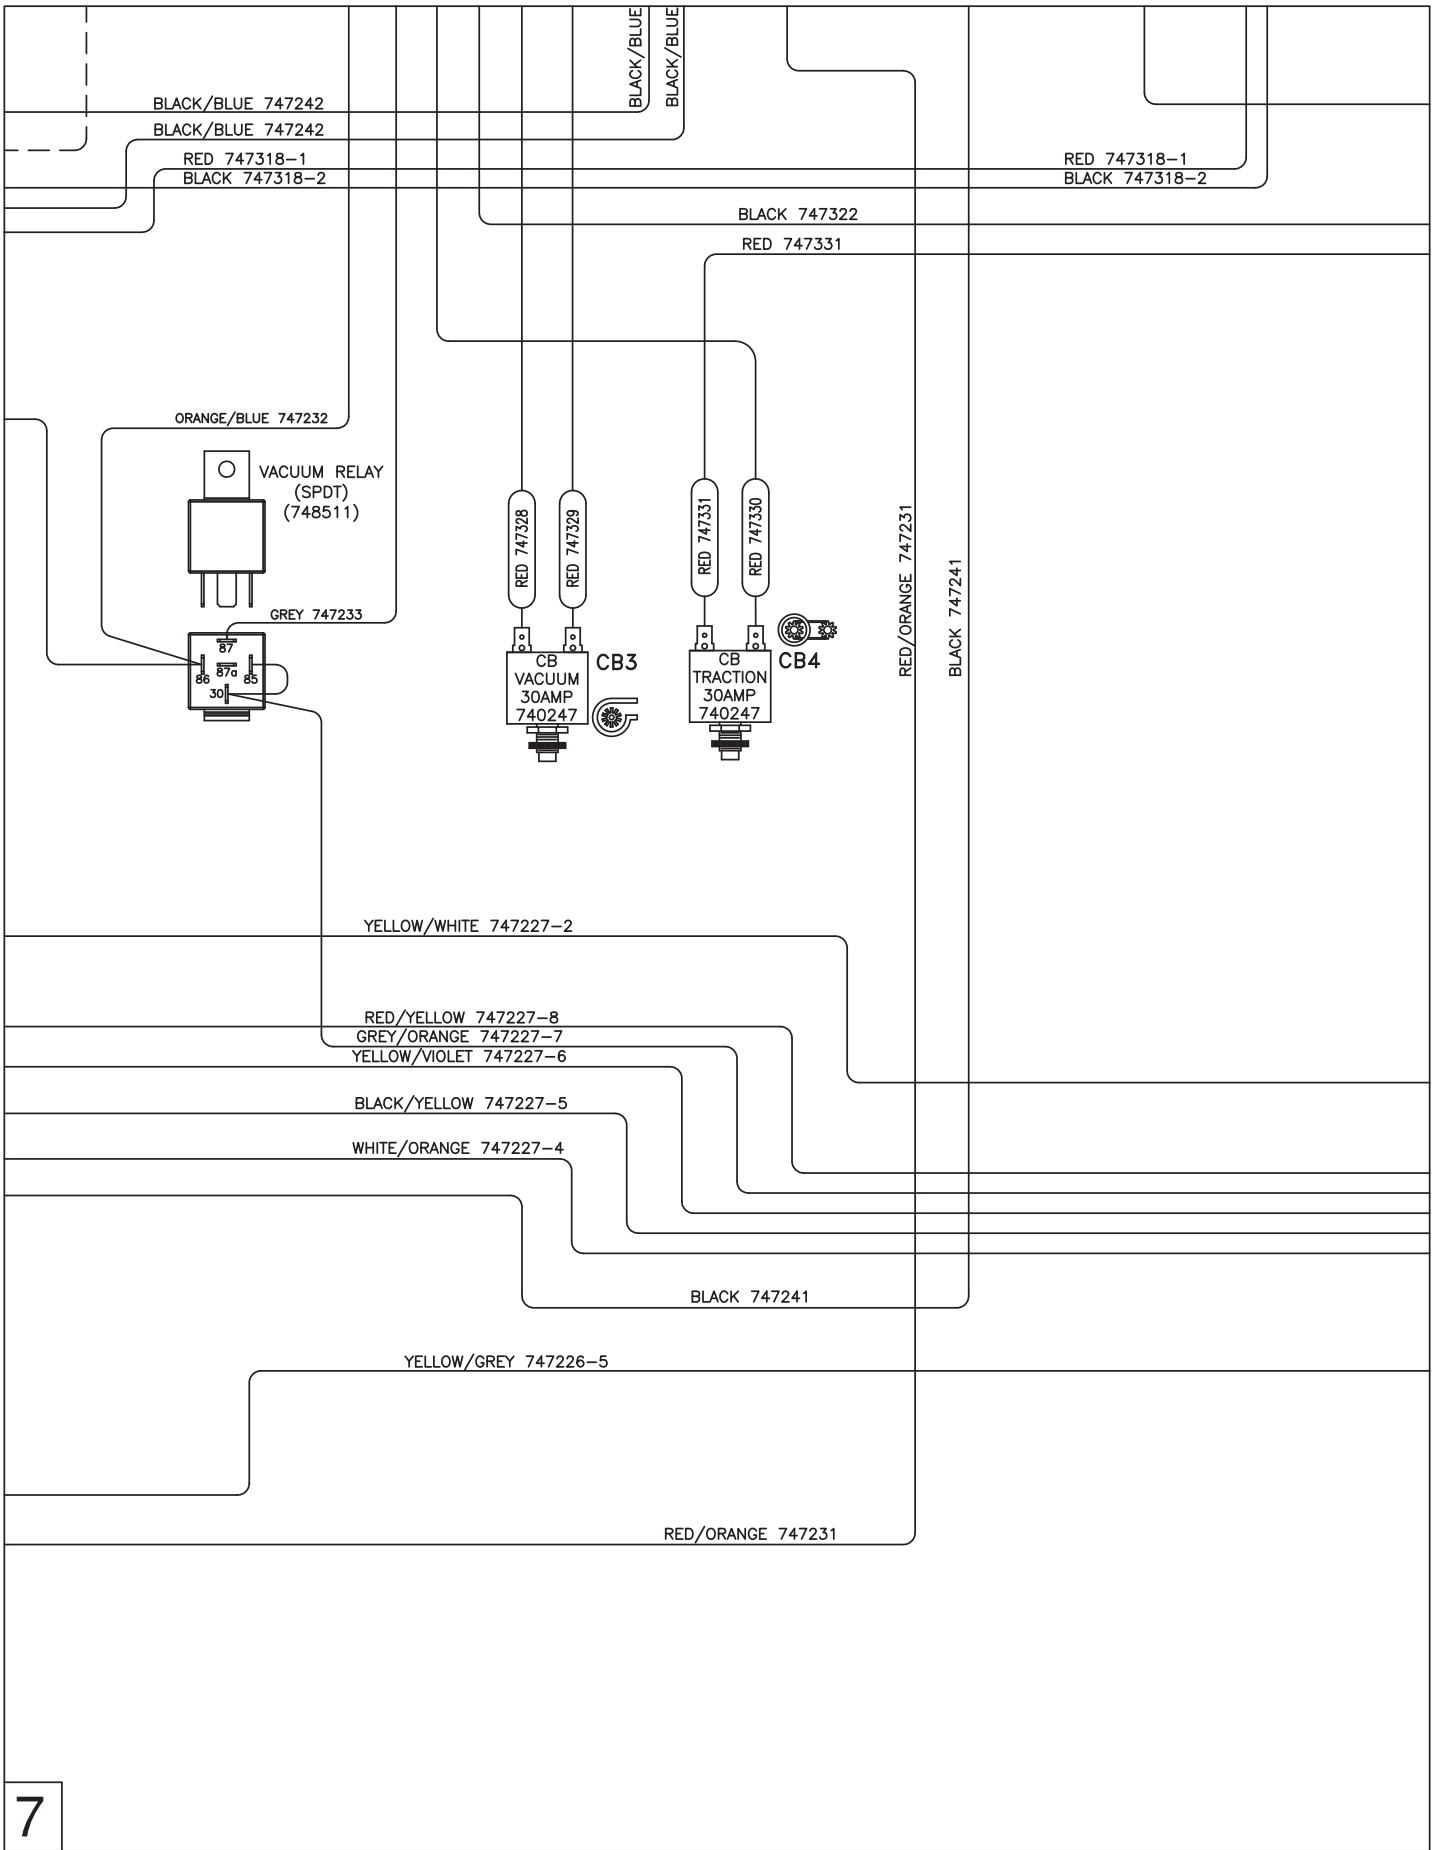 BLACK/BLUE
BLACK/BLUE
BLACK/BLUE 747242
BLACK/BLUE 747242
RED 747318-1
RED 747318-1
BLACK 747318-2
BLACK 747318-2
BLACK 747322
RED 747331
ORANGE/BLUE 747232
VACUUM RELAY
(SPDT)
(748511)
RED 747328
RED 747329
RED 747331
RED 747330
RED/ORANGE 747231
BLACK 747241
GREY 747233
87
87a
86
85
30
CB
VACUUM
30AMP
740247
CB3
CB
TRACTION
30AMP
740247
CB4
YELLOW/WHITE 747227-2
RED/YELLOW 747227-8
GREY/ORANGE 747227-7
YELLOW/VIOLET 747227-6
BLACK/YELLOW 747227-5
WHITE/ORANGE 747227-4
BLACK 747241
YELLOW/GREY 747226-5
RED/ORANGE 747231
7